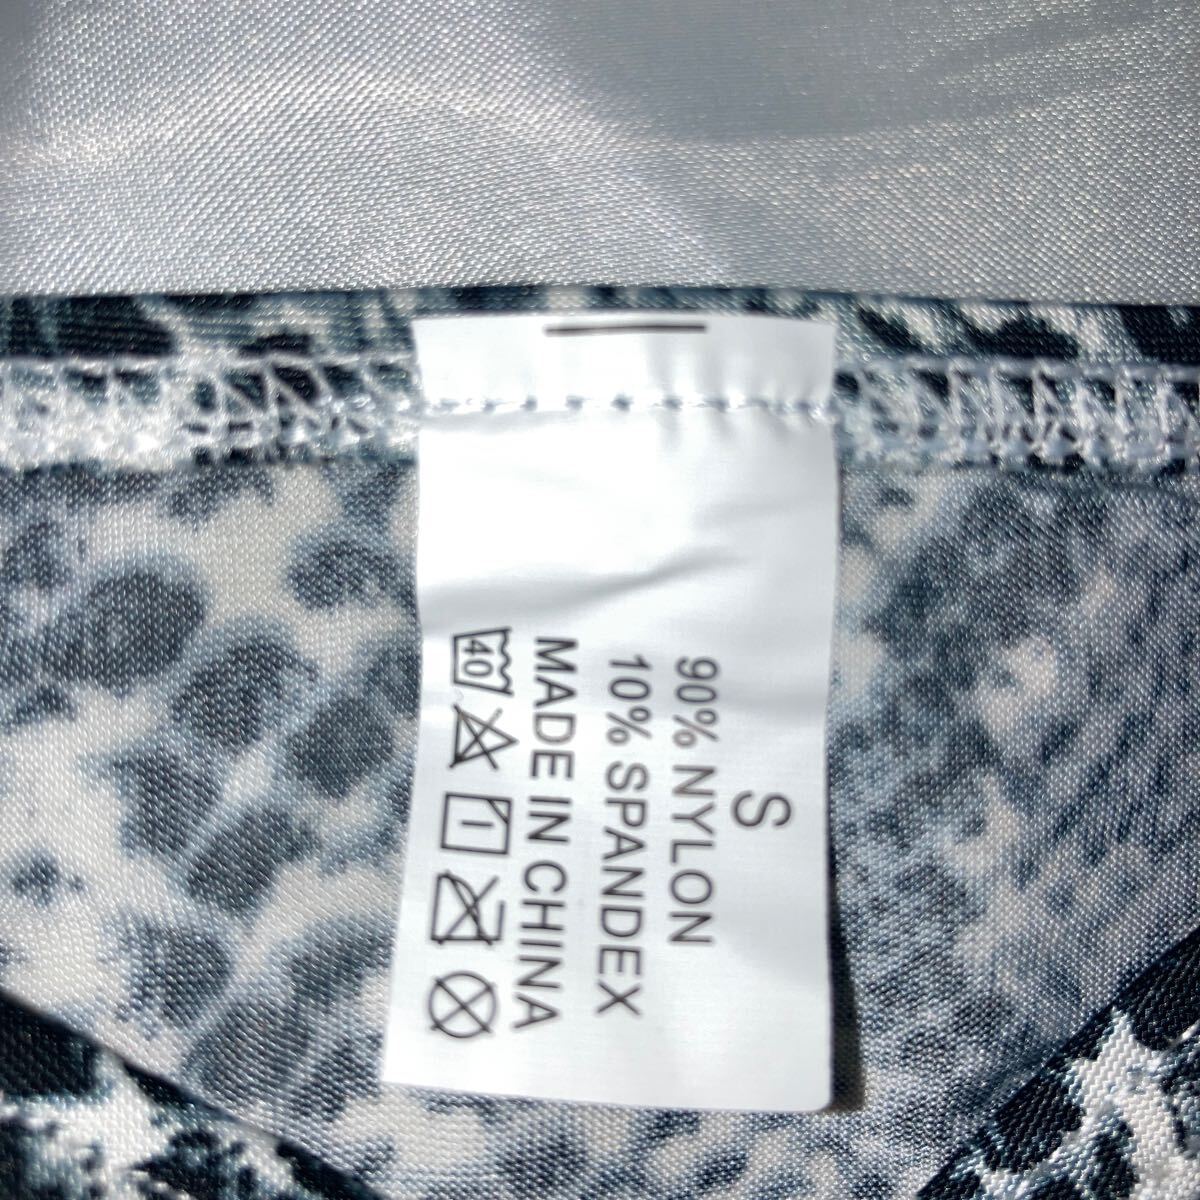 S
90% NYLON
10% SPANDEX
MADE IN CHINA
40